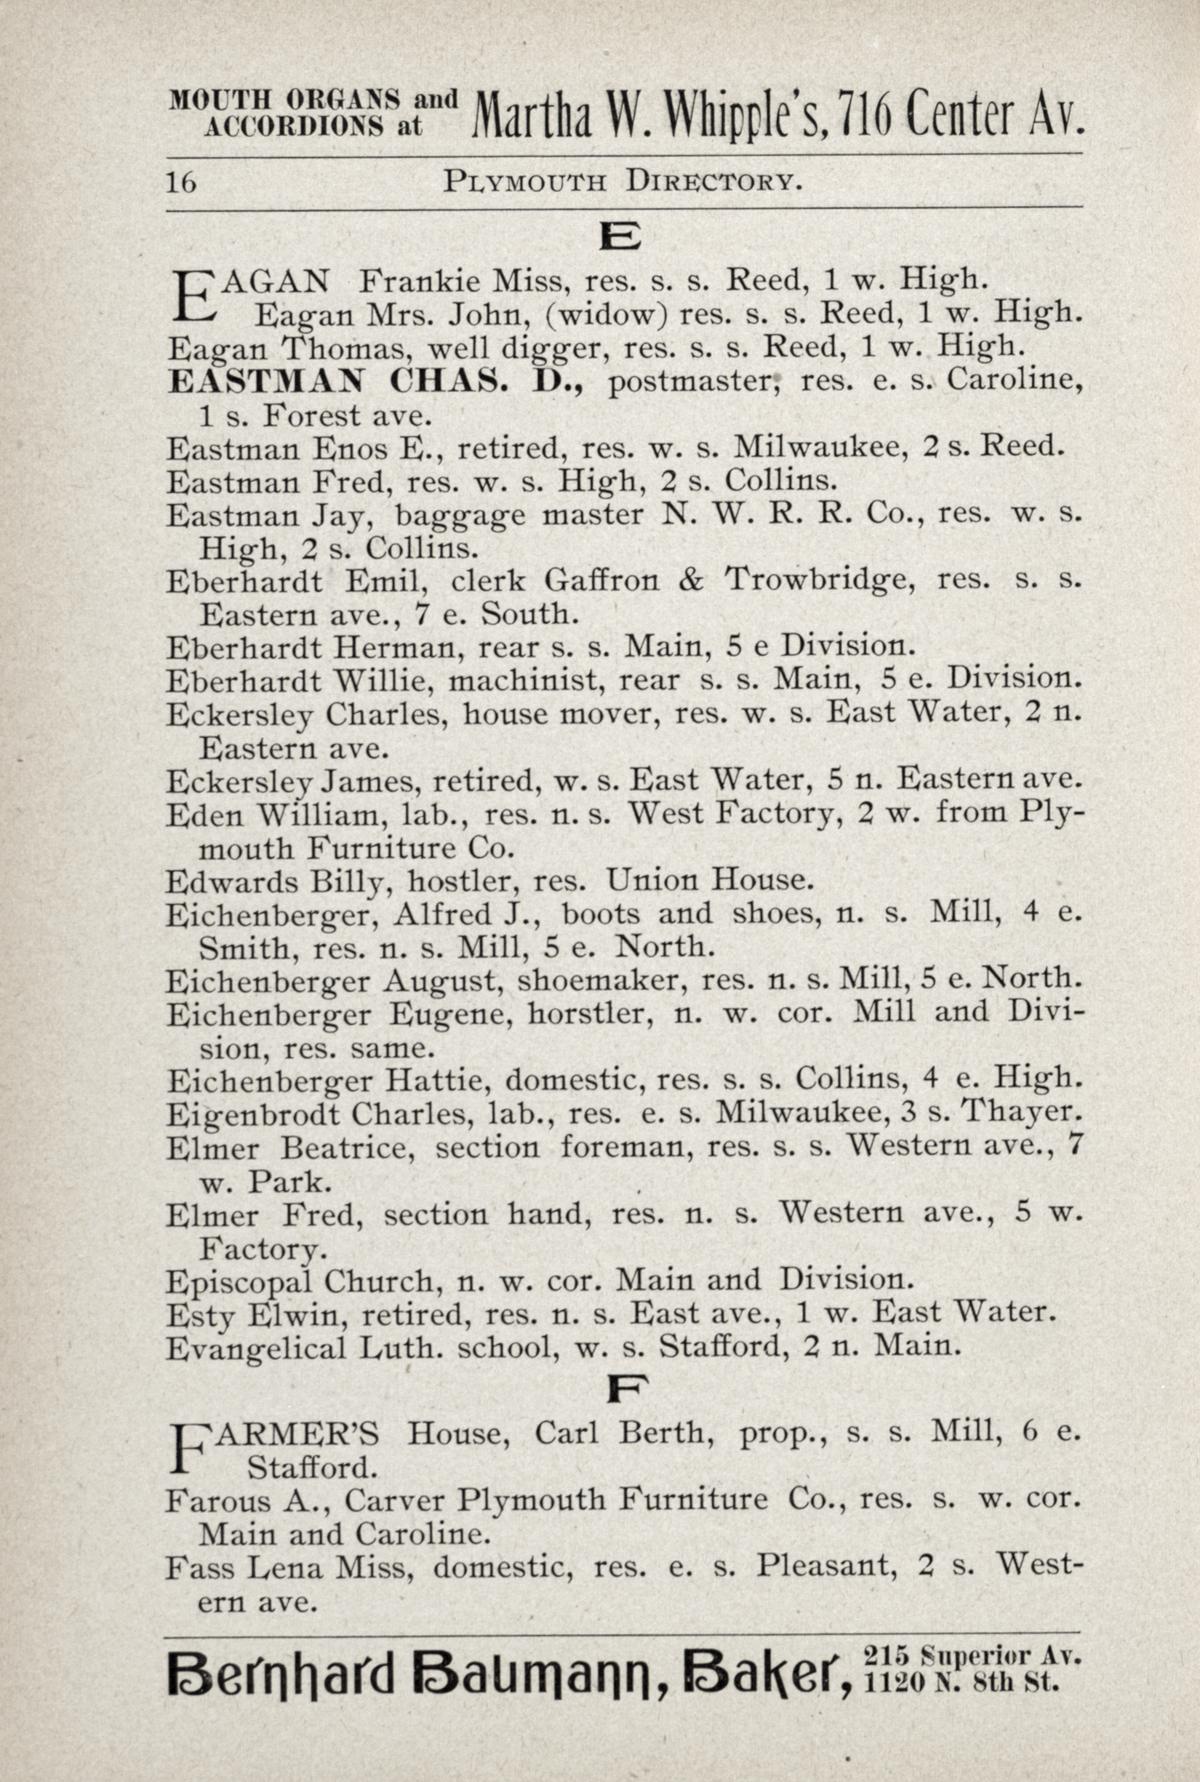 MOUTH ORGANS and
ACCORDIONS at Martha W. Whipple's, 716 Center Av.
16 PLYMOUTH DIRECTORY.
E
EAGAN Frankie Miss, res. s. s. Reed, 1 w. High.
Eagan Mrs. John, (widow) res. s. s. Reed, 1 w. High.
Eagan Thomas, well digger, res. s. s. Reed, 1 w. High.
EASTMAN CHAS. D., postmaster, res. e. s. Caroline,
1 s. Forest ave.
Eastman Enos E., retired, res. w. s. Milwaukee, 2 s. Reed.
Eastman Fred, res. w. s. High, 2 s. Collins.
Eastman Jay, baggage master N. W. R. R. Co., res. w. s.
High, 2 s. Collins.
Eberhardt Emil, clerk Gaffron & Trowbridge, res. s. s.
Eastern ave., 7 e. South.
Eberhardt Herman, rear s. s. Main, 5 e Division.
Eberhardt Willie, machinist, rear s. s. Main, 5 e. Division.
Eckersley Charles, house mover, res. w. s. East Water, 2 n.
Eastern ave.
Eckersley James, retired, w. s. East Water, 5 n. Eastern ave.
Eden William, lab., res. n. s. West Factory, 2 w. from Ply-
mouth Furniture Co.
Edwards Billy, hostler, res. Union House.
Eichenberger, Alfred J., boots and shoes, n. s. Mill, 4 e.
Smith, res. n. s. Mill, 5 e. North.
Eichenberger August, shoemaker, res. n. s. Mill, 5 e. North.
Eichenberger Eugene, horstler, n. w. cor. Mill and Divi-
sion, res. same.
Eichenberger Hattie, domestic, res. s. s. Collins, 4 e. High.
Eigenbrodt Charles, lab., res. e. s. Milwaukee, 3 s. Thayer.
Elmer Beatrice, section foreman, res. s. s. Western ave., 7
w. Park.
Elmer Fred, section hand, res. n. s. Western ave., 5 w.
Factory.
Episcopal Church, n. w. cor. Main and Division.
Esty Elwin, retired, res. n. s. East ave., 1 w. East Water.
Evangelical Luth. school, w. s. Stafford, 2 n. Main.
F
FARMER'S House, Carl Berth, prop., s. s. Mill, 6 e.
Stafford.
Farous A., Carver Plymouth Furniture Co., res. s. w. cor.
Main and Caroline.
Fass Lena Miss, domestic, res. e. s. Pleasant, 2 s. West-
ern ave.
Bernhard Baumann, Baker, 215 Superior Av.
1120 N. 8th St.